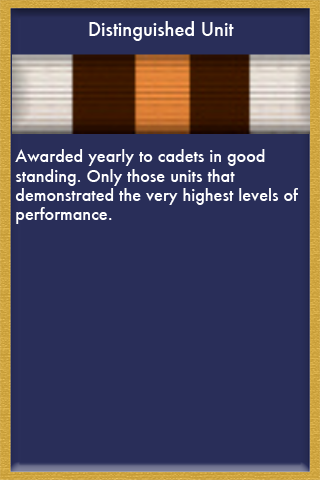 Distinguished Unit
Awarded yearly to cadets in good
standing. Only those units that
demonstrated the very highest levels of
performance.